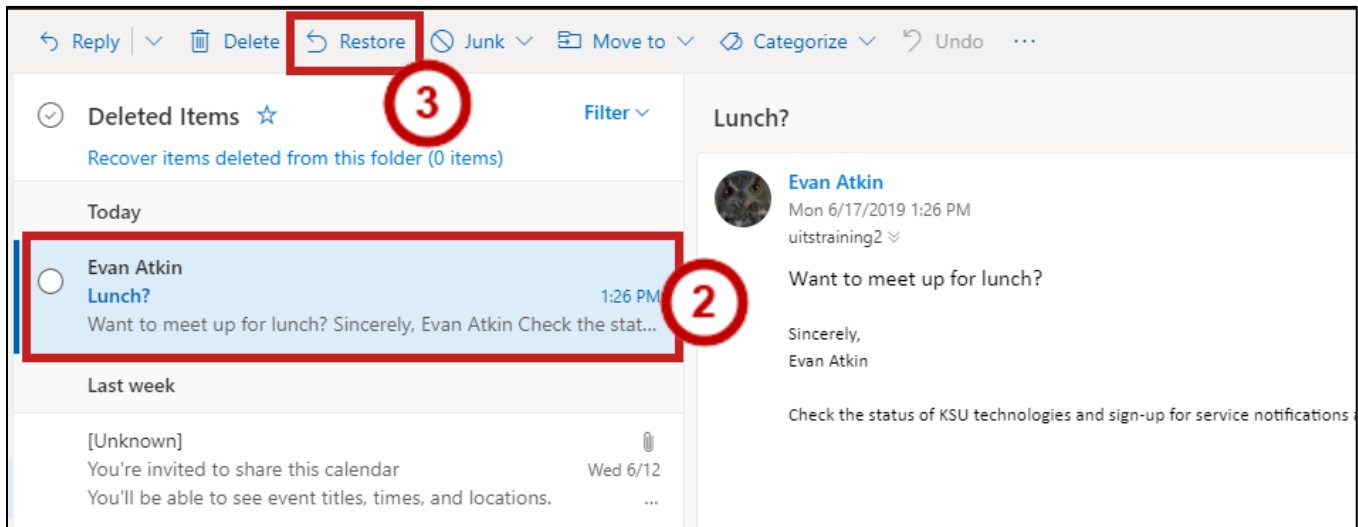 Reply Delete Restore Junk Move to Categorize Undo ...
3
Deleted Items Filter
Recover items deleted from this folder (0 items)
Today
Evan Atkin
Lunch? 1:26 PM
Want to meet up for lunch? Sincerely, Evan Atkin Check the stat...
2
Last week
[Unknown]
You're invited to share this calendar Wed 6/12
You'll be able to see event titles, times, and locations. ...
Lunch?
Evan Atkin
Mon 6/17/2019 1:26 PM
uitstraining2
Want to meet up for lunch?
Sincerely,
Evan Atkin
Check the status of KSU technologies and sign-up for service notifications